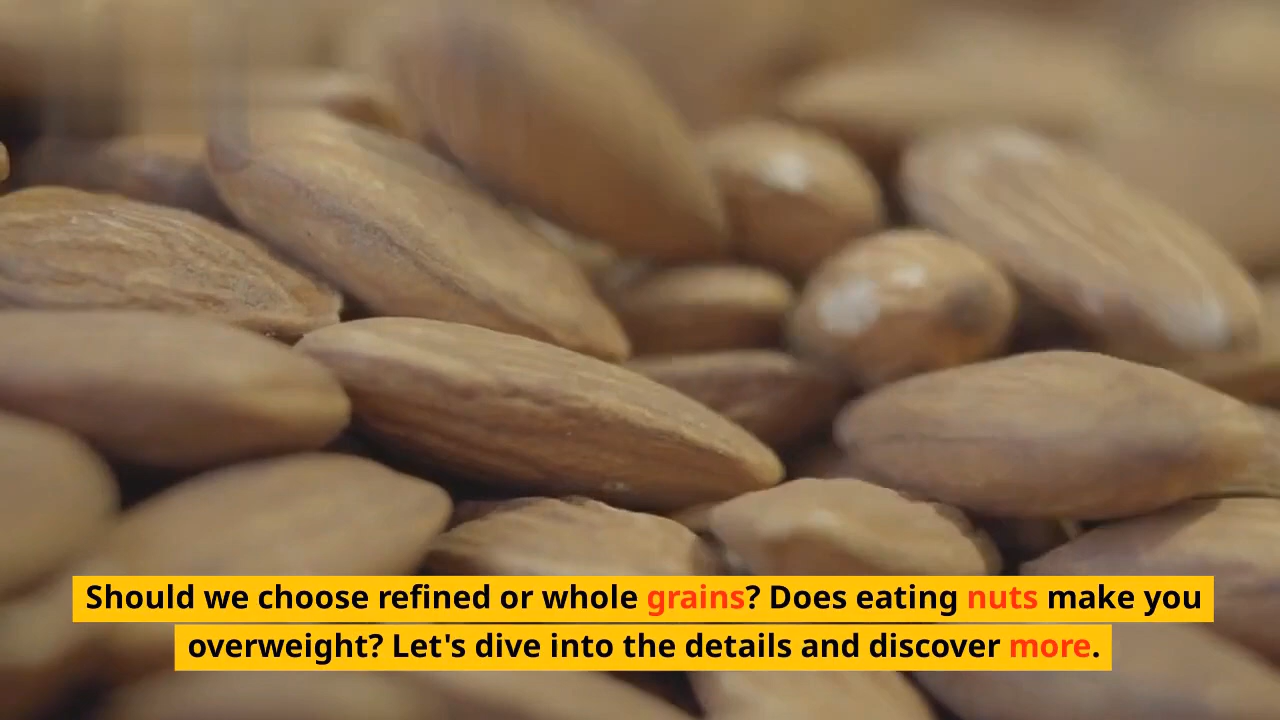 Should we choose refined or whole grains? Does eating nuts make you
overweight? Let's dive into the details and discover more.